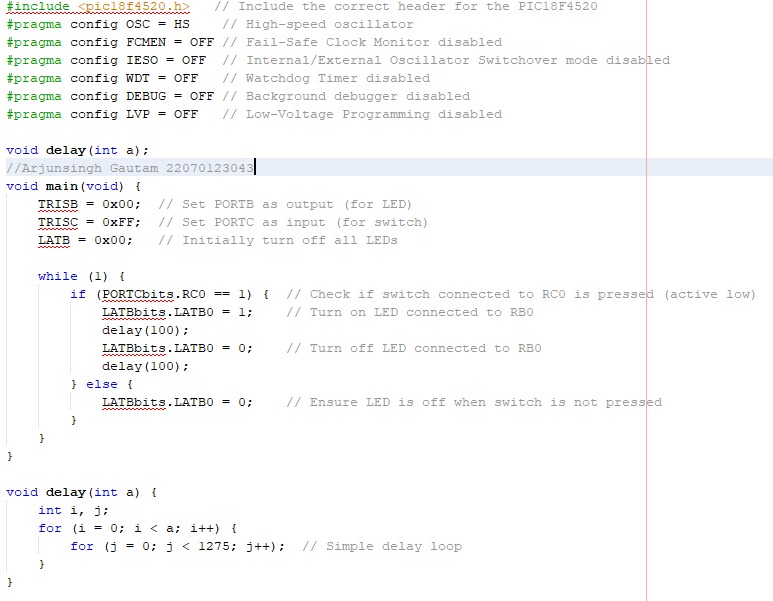 #include <pic18f4520.h>   // Include the correct header for the PIC18F4520
#pragma config OSC = HS    // High-speed oscillator
#pragma config FCMEN = OFF // Fail-Safe Clock Monitor disabled
#pragma config IESO = OFF  // Internal/External Oscillator Switchover mode disabled
#pragma config WDT = OFF   // Watchdog Timer disabled
#pragma config DEBUG = OFF // Background debugger disabled
#pragma config LVP = OFF   // Low-Voltage Programming disabled

void delay(int a);
//Arjunsingh Gautam 22070123043
void main(void) {
    TRISB = 0x00;  // Set PORTB as output (for LED)
    TRISC = 0xFF;  // Set PORTC as input (for switch)
    LATB = 0x00;   // Initially turn off all LEDs

    while (1) {
        if (PORTCbits.RC0 == 1) {  // Check if switch connected to RC0 is pressed (active low)
            LATBbits.LATB0 = 1;    // Turn on LED connected to RB0
            delay(100);
            LATBbits.LATB0 = 0;    // Turn off LED connected to RB0
            delay(100);
        } else {
            LATBbits.LATB0 = 0;    // Ensure LED is off when switch is not pressed
        }
    }
}

void delay(int a) {
    int i, j;
    for (i = 0; i < a; i++) {
        for (j = 0; j < 1275; j++);  // Simple delay loop
    }
}